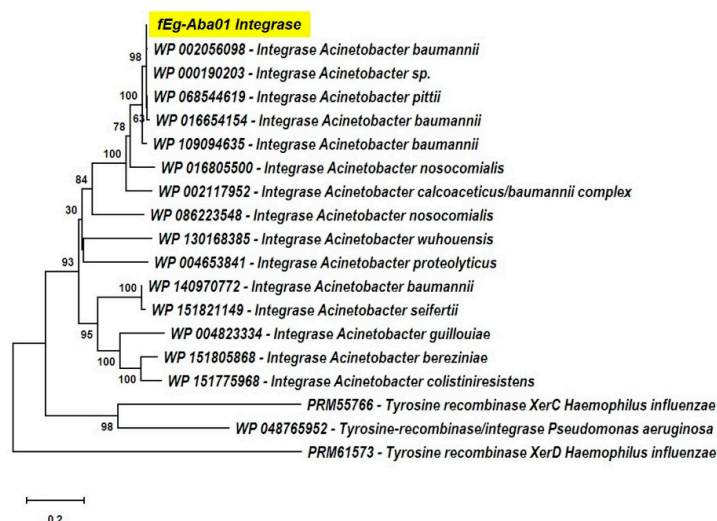 fEg-Aba01 Integrase
WP 002056098 - Integrase Acinetobacter baumannii
98
WP 000190203 - Integrase Acinetobacter sp.
100
WP 068544619 - Integrase Acinetobacter pittii
63
WP 016654154 - Integrase Acinetobacter baumannii
78
WP 109094635 - Integrase Acinetobacter baumannii
100
WP 016805500 - Integrase Acinetobacter nosocomialis
84
WP 002117952 - Integrase Acinetobacter calcoaceticus/baumannii complex
30
WP 086223548 - Integrase Acinetobacter nosocomialis
WP 130168385 - Integrase Acinetobacter wuhouensis
93
WP 004653841 - Integrase Acinetobacter proteolyticus
100
WP 140970772 - Integrase Acinetobacter baumannii
WP 151821149 - Integrase Acinetobacter seifertii
95
WP 004823334 - Integrase Acinetobacter guillouiae
100
WP 151805868 - Integrase Acinetobacter bereziniae
100
WP 151775968 - Integrase Acinetobacter colistiniresistens
PRM55766 - Tyrosine recombinase XerC Haemophilus influenzae
98
WP 048765952 - Tyrosine-recombinase/integrase Pseudomonas aeruginosa
PRM61573 - Tyrosine recombinase XerD Haemophilus influenzae
0.2